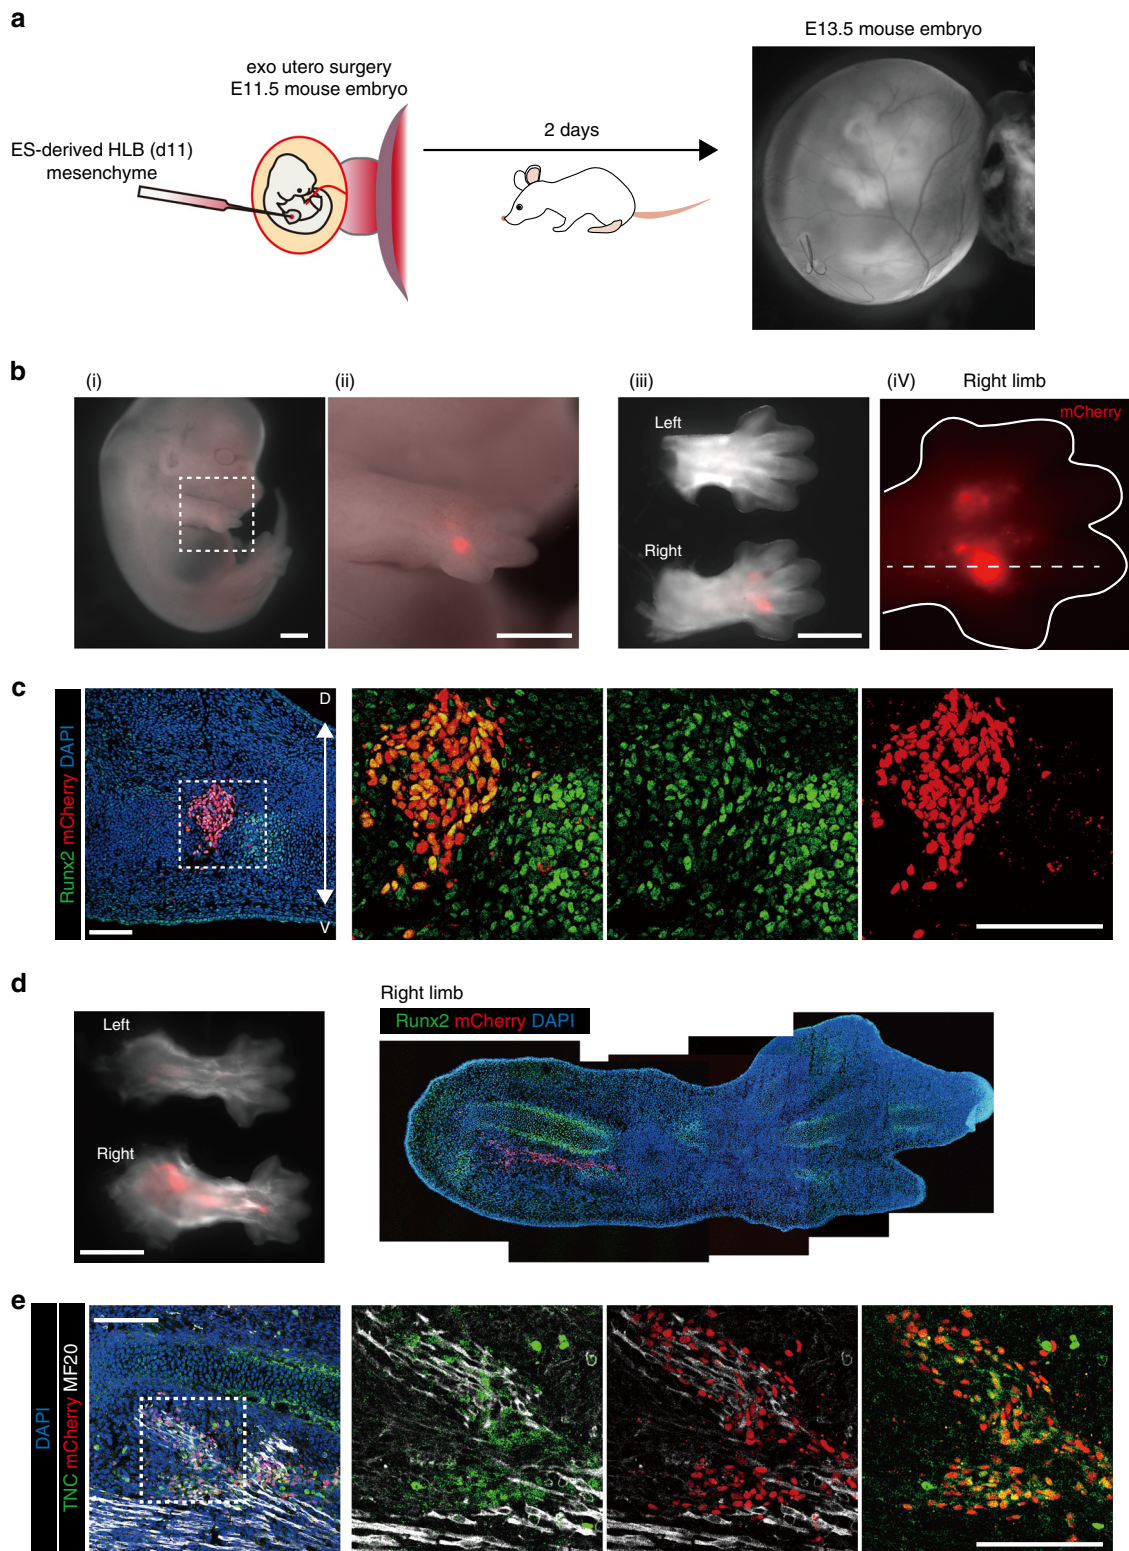 a
exo utero surgery
E11.5 mouse embryo
ES-derived HLB (d11)
mesenchyme
2 days
E13.5 mouse embryo
b
(i)
(ii)
(iii)
Left
Right
(iV)
Right limb
mCherry
c
Runx2 mCherry DAPI
D
V
d
Left
Right
Right limb
Runx2 mCherry DAPI
e
DAPI
TNC mCherry MF20